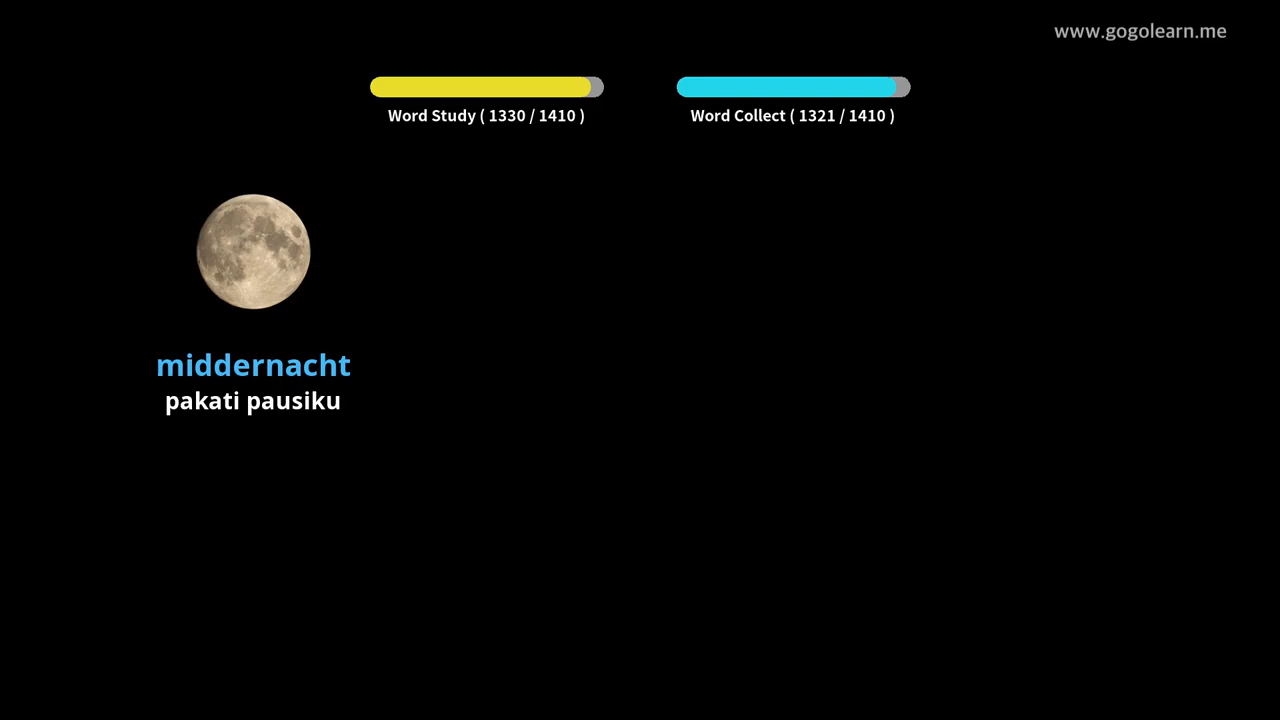 www.gogolearn.me
Word Study ( 1330 / 1410 )
Word Collect ( 1321 / 1410 )
middernacht
pakati pausiku